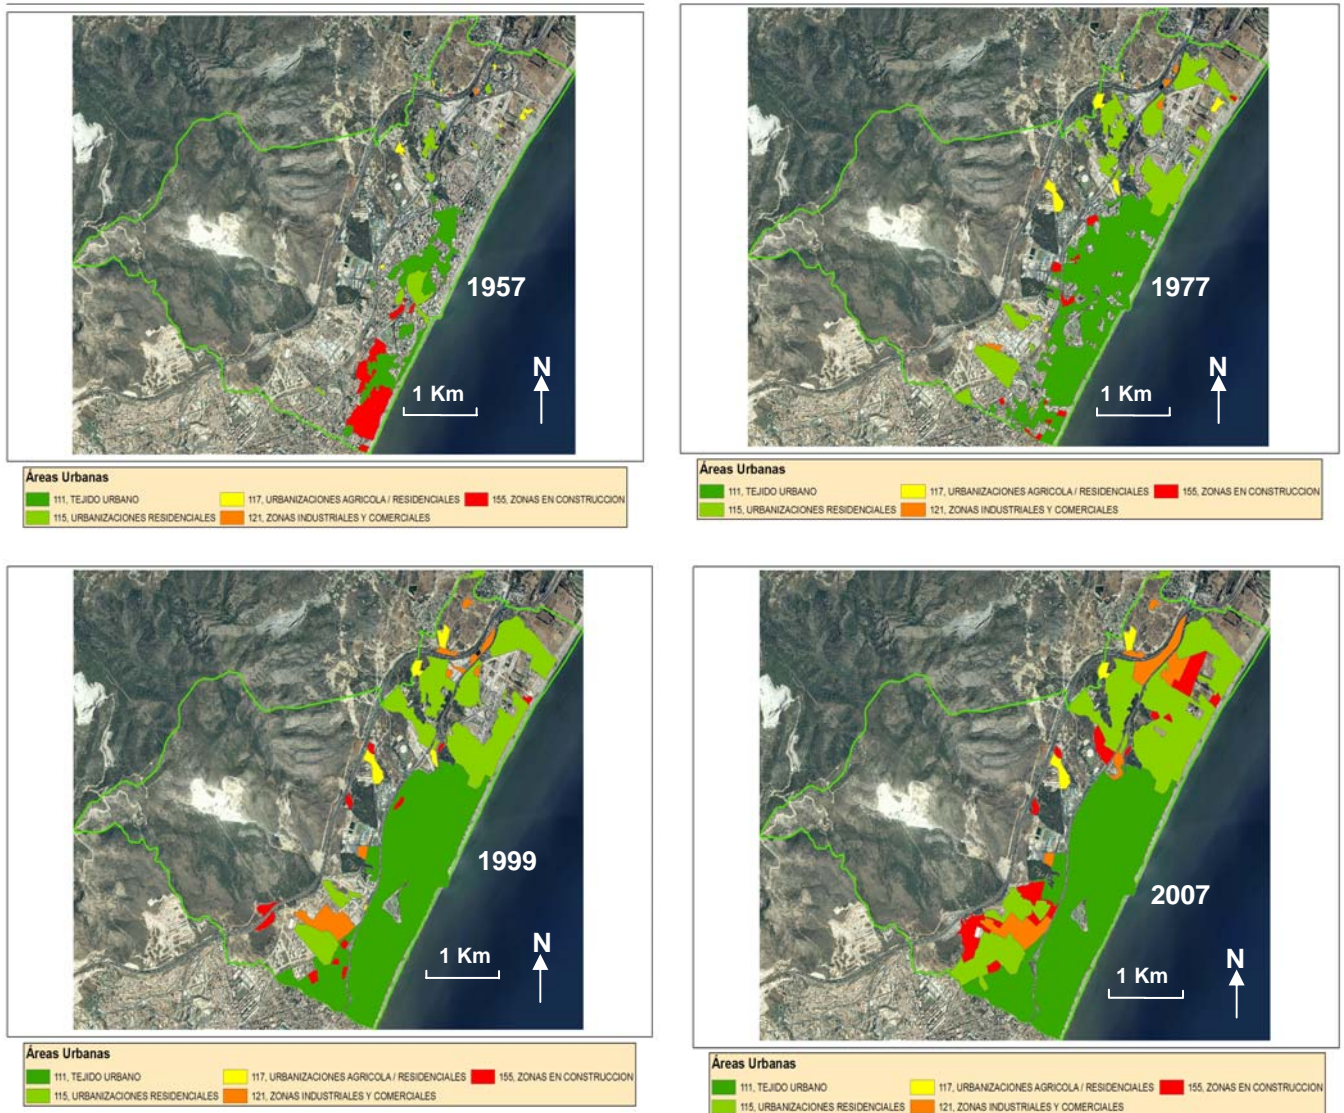 1957
N
1 Km
Áreas Urbanas
111, TEJIDO URBANO
117, URBANIZACIONES AGRICOLA / RESIDENCIALES
155, ZONAS EN CONSTRUCCION
115, URBANIZACIONES RESIDENCIALES
121, ZONAS INDUSTRIALES Y COMERCIALES
1977
N
1 Km
Áreas Urbanas
111, TEJIDO URBANO
117, URBANIZACIONES AGRICOLA / RESIDENCIALES
155, ZONAS EN CONSTRUCCION
115, URBANIZACIONES RESIDENCIALES
121, ZONAS INDUSTRIALES Y COMERCIALES
1999
N
1 Km
Áreas Urbanas
111, TEJIDO URBANO
117, URBANIZACIONES AGRICOLA / RESIDENCIALES
155, ZONAS EN CONSTRUCCION
115, URBANIZACIONES RESIDENCIALES
121, ZONAS INDUSTRIALES Y COMERCIALES
2007
N
1 Km
Áreas Urbanas
111, TEJIDO URBANO
117, URBANIZACIONES AGRICOLA / RESIDENCIALES
155, ZONAS EN CONSTRUCCION
115, URBANIZACIONES RESIDENCIALES
121, ZONAS INDUSTRIALES Y COMERCIALES